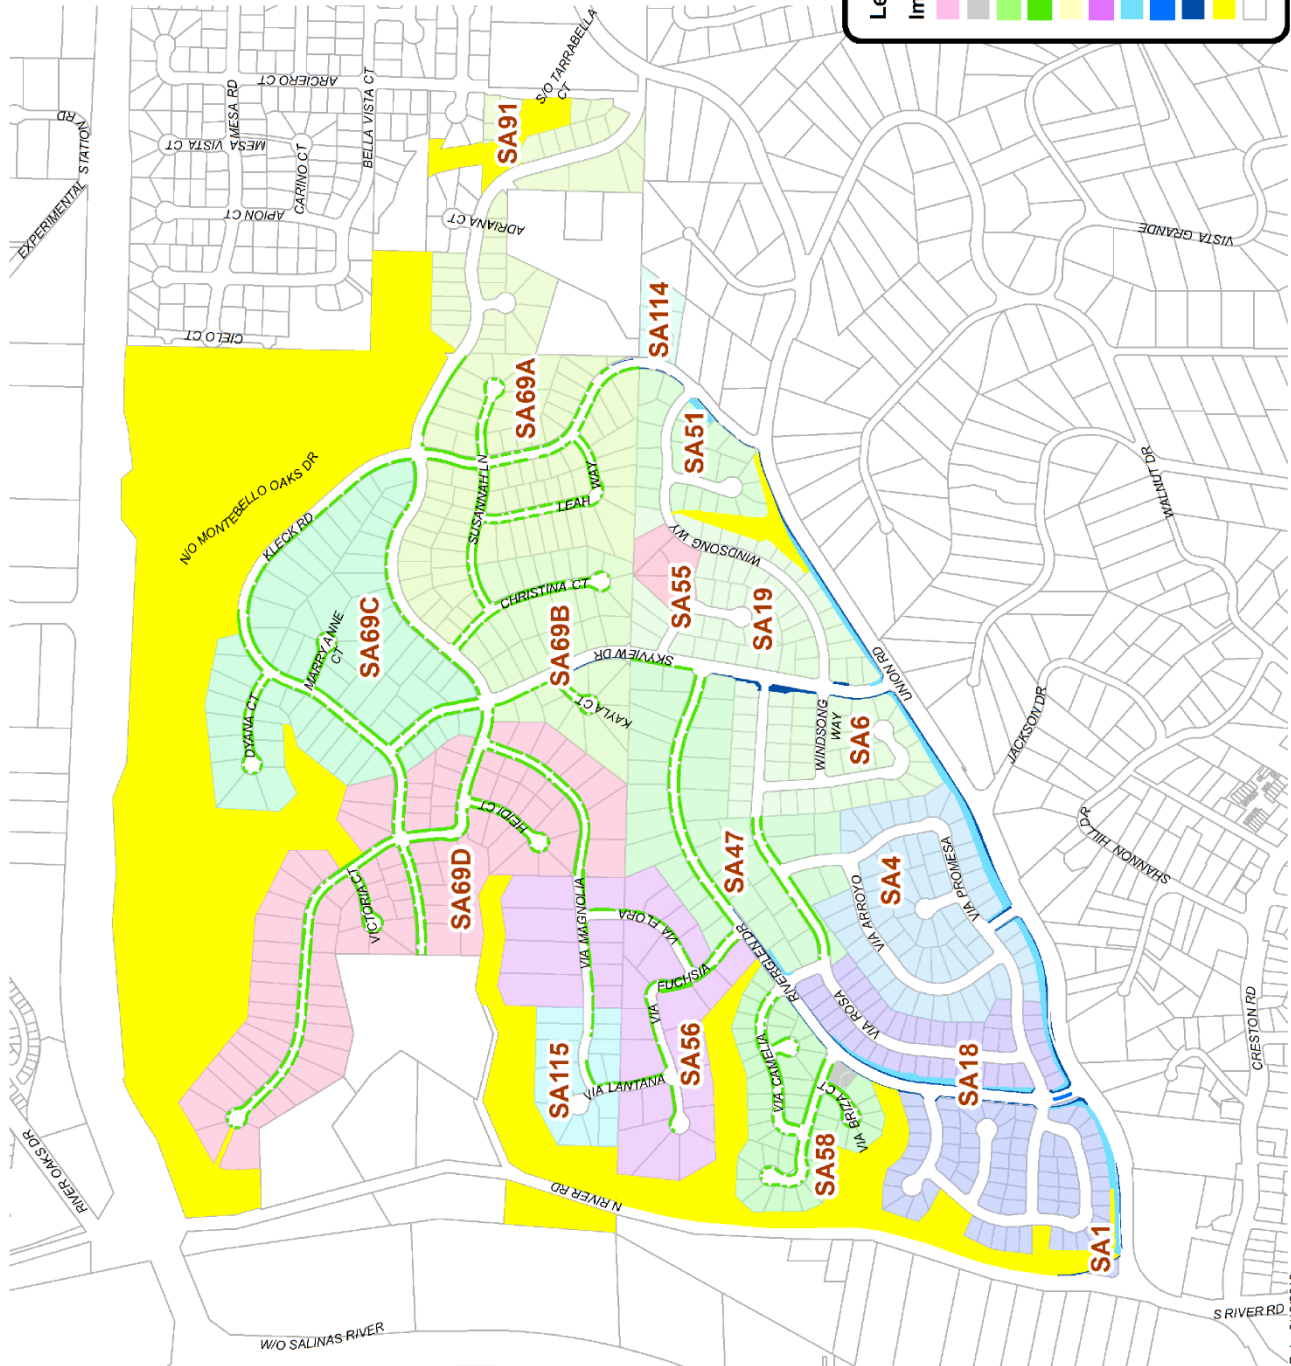 Le
Im
EXPERIMENTAL STATION RD
ARCIERO CT
MESA RD
MESA VISTA CT
BELLA VISTA CT
CARINO CT
APION CT
CIELO CT
S/O TARRABELLA
CT
SA91
ADRIANA CT
VISTA GRANDE
SA114
N/O MONTEBELLO OAKS DR
KLECK RD
SA69A
SUSANNAH LN
LEAH WAY
SA51
WALNUT DR
WINDSONG WY
CHRISTINA CT
SA55
SA19
SA69C
MARRY ANNE
CT
SA69B
SKYVIEW DR
UNION RD
DYANA CT
KAYLA CT
WINDSONG
WAY
SA6
JACKSON DR
HEIDI CT
SHANNON HILL DR
SA69D
VICTORIA CT
SA47
SA4
VIA PROMESA
VIA ARROYO
VIA MAGNOLIA
VIA FLORA
RIVERGLEN DR
VIA FUCHSIA
VIA ROSA
SA56
SA115
VIA LANTANA
VIA CAMELIA
VIA BRIZA CT
SA18
SA58
CRESTON RD
RIVER OAKS DR
N RIVER RD
SA1
S RIVER RD
W/O SALINAS RIVER